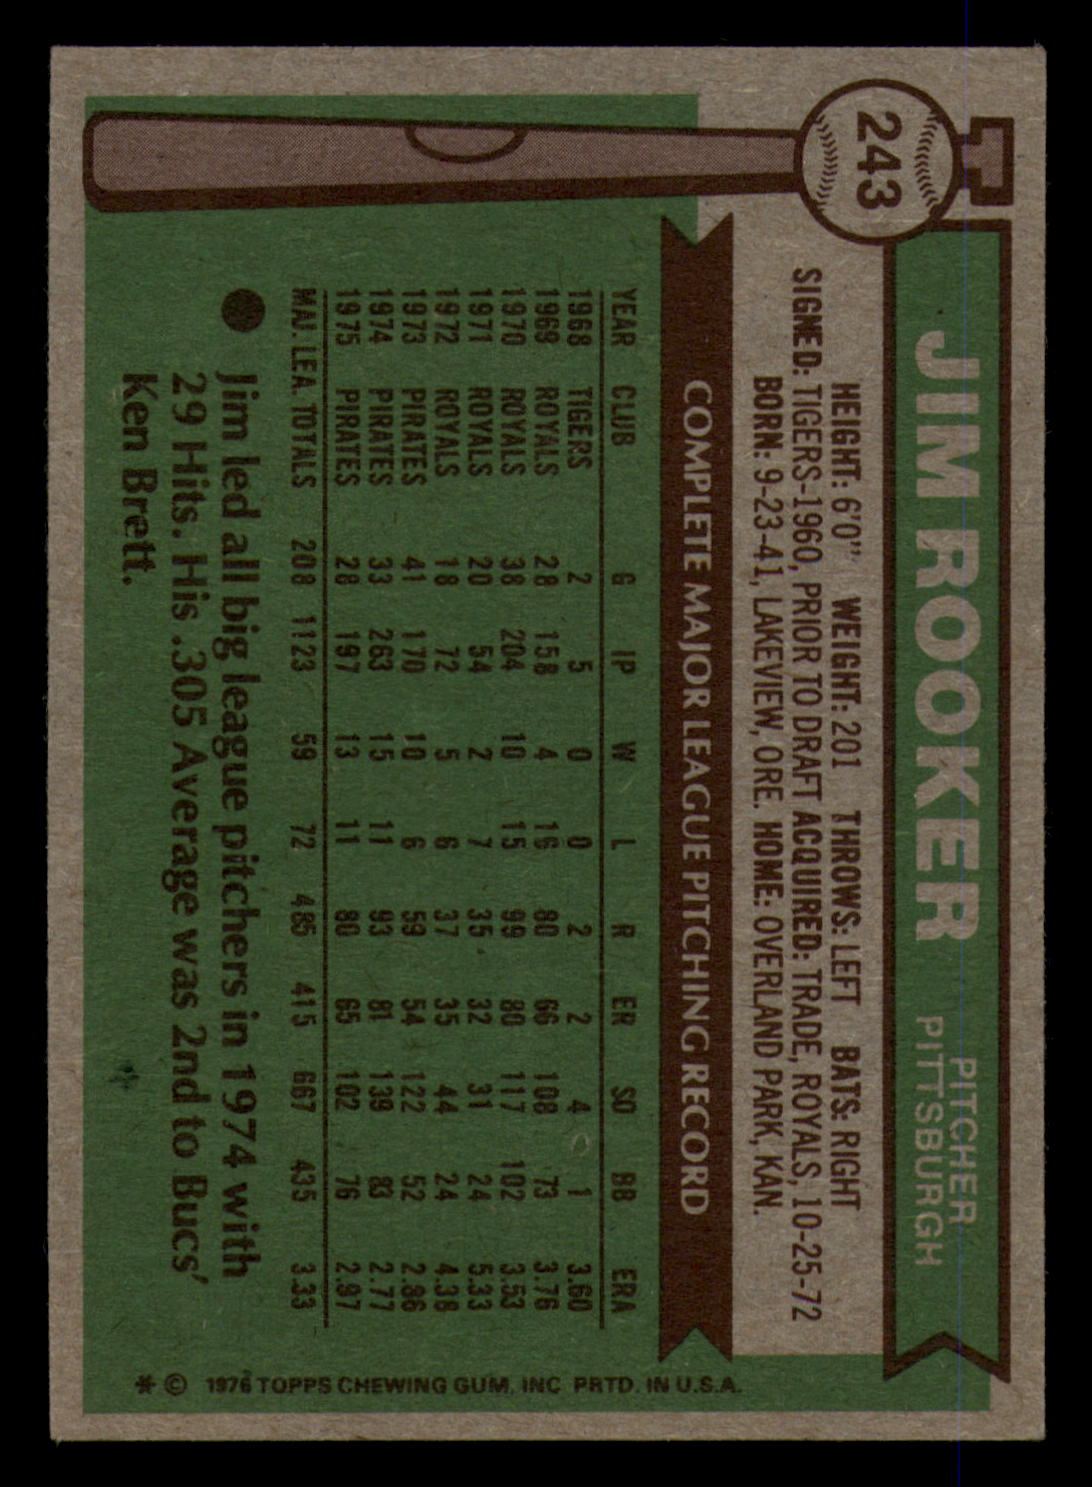 243
JIM ROOKER
PITCHER
PITTSBURGH
HEIGHT: 6'0" WEIGHT: 201 THROWS: LEFT BATS: RIGHT
SIGNED: TIGERS-1960, PRIOR TO DRAFT ACQUIRED: TRADE, ROYALS, 10-25-72
BORN: 9-23-41, LAKEVIEW, ORE. HOME: OVERLAND PARK, KAN.
COMPLETE MAJOR LEAGUE PITCHING RECORD
YEAR CLUB G IP W L R ER SO BB ERA
1968 TIGERS 2 5 0 0 2 2 4 1 3.60
1969 ROYALS 28 158 4 16 80 66 108 73 3.76
1970 ROYALS 38 204 10 15 99 80 117 102 3.53
1971 ROYALS 20 54 2 7 35 32 31 24 5.33
1972 ROYALS 18 72 5 6 37 35 44 24 4.38
1973 PIRATES 41 170 10 6 59 54 122 52 2.86
1974 PIRATES 33 263 15 11 93 81 139 83 2.77
1975 PIRATES 28 197 13 11 80 65 102 76 2.97
MAJ. LEA. TOTALS 208 1123 59 72 485 415 667 435 3.33
Jim led all big league pitchers in 1974 with
29 Hits. His .305 Average was 2nd to Bucs'
Ken Brett.
* © 1976 TOPPS CHEWING GUM, INC PRTD. IN U.S.A.